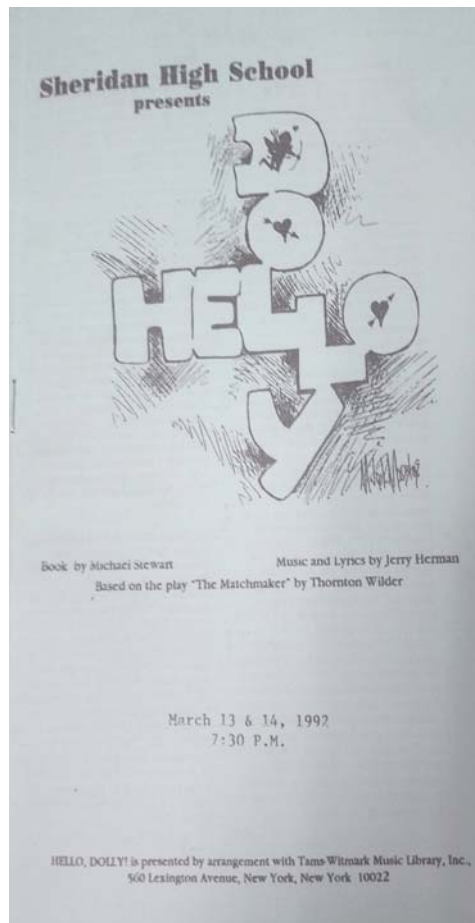 Sheridan High School
presents
HELLO
DOLLY
Book by Michael Stewart
Music and Lyrics by Jerry Herman
Based on the play "The Matchmaker" by Thornton Wilder
March 13 & 14, 1992
7:30 P.M.
HELLO, DOLLY! is presented by arrangement with Tams-Witmark Music Library, Inc.,
560 Lexington Avenue, New York, New York 10022